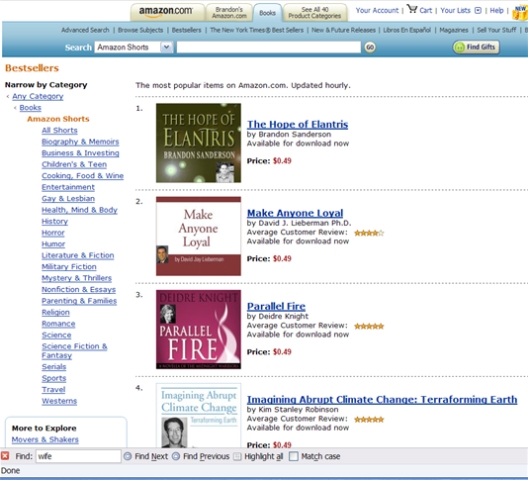 amazon.com
Brandon's Amazon.com
Books
See All 40 Product Categories
Your Account | Cart | Your Lists | Help |
Advanced Search | Browse Subjects | Bestsellers | The New York Times® Best Sellers | New & Future Releases | Libros En Español | Magazines | Sell Your Stuff
Search Amazon Shorts GO Find Gifts
Bestsellers
Narrow by Category
‹ Any Category
‹ Books
Amazon Shorts
All Shorts
Biography & Memoirs
Business & Investing
Children's & Teen
Cooking, Food & Wine
Entertainment
Gay & Lesbian
Health, Mind & Body
History
Horror
Humor
Literature & Fiction
Military Fiction
Mystery & Thrillers
Nonfiction & Essays
Parenting & Families
Religion
Romance
Science
Science Fiction &
Fantasy
Serials
Sports
Travel
Westerns
More to Explore
Movers & Shakers
The most popular items on Amazon.com. Updated hourly.
1.
THE HOPE OF
ELANTRIS
BRANDON SANDERSON
The Hope of Elantris
by Brandon Sanderson
Available for download now
Price: $0.49
2.
Make
Anyone
Loyal
by David Jay Lieberman
Make Anyone Loyal
by David J. Lieberman Ph.D.
Average Customer Review:
Available for download now
Price: $0.49
3.
DEIDRE KNIGHT
PARALLEL
FIRE
Parallel Fire
by Deidre Knight
Average Customer Review:
Available for download now
Price: $0.49
4.
Imagining Abrupt
Climate Change
Terraforming Earth
Imagining Abrupt Climate Change: Terraforming Earth
by Kim Stanley Robinson
Average Customer Review:
Available for download now
Price: $0.49
Find: wife Find Next Find Previous Highlight all Match case
Done